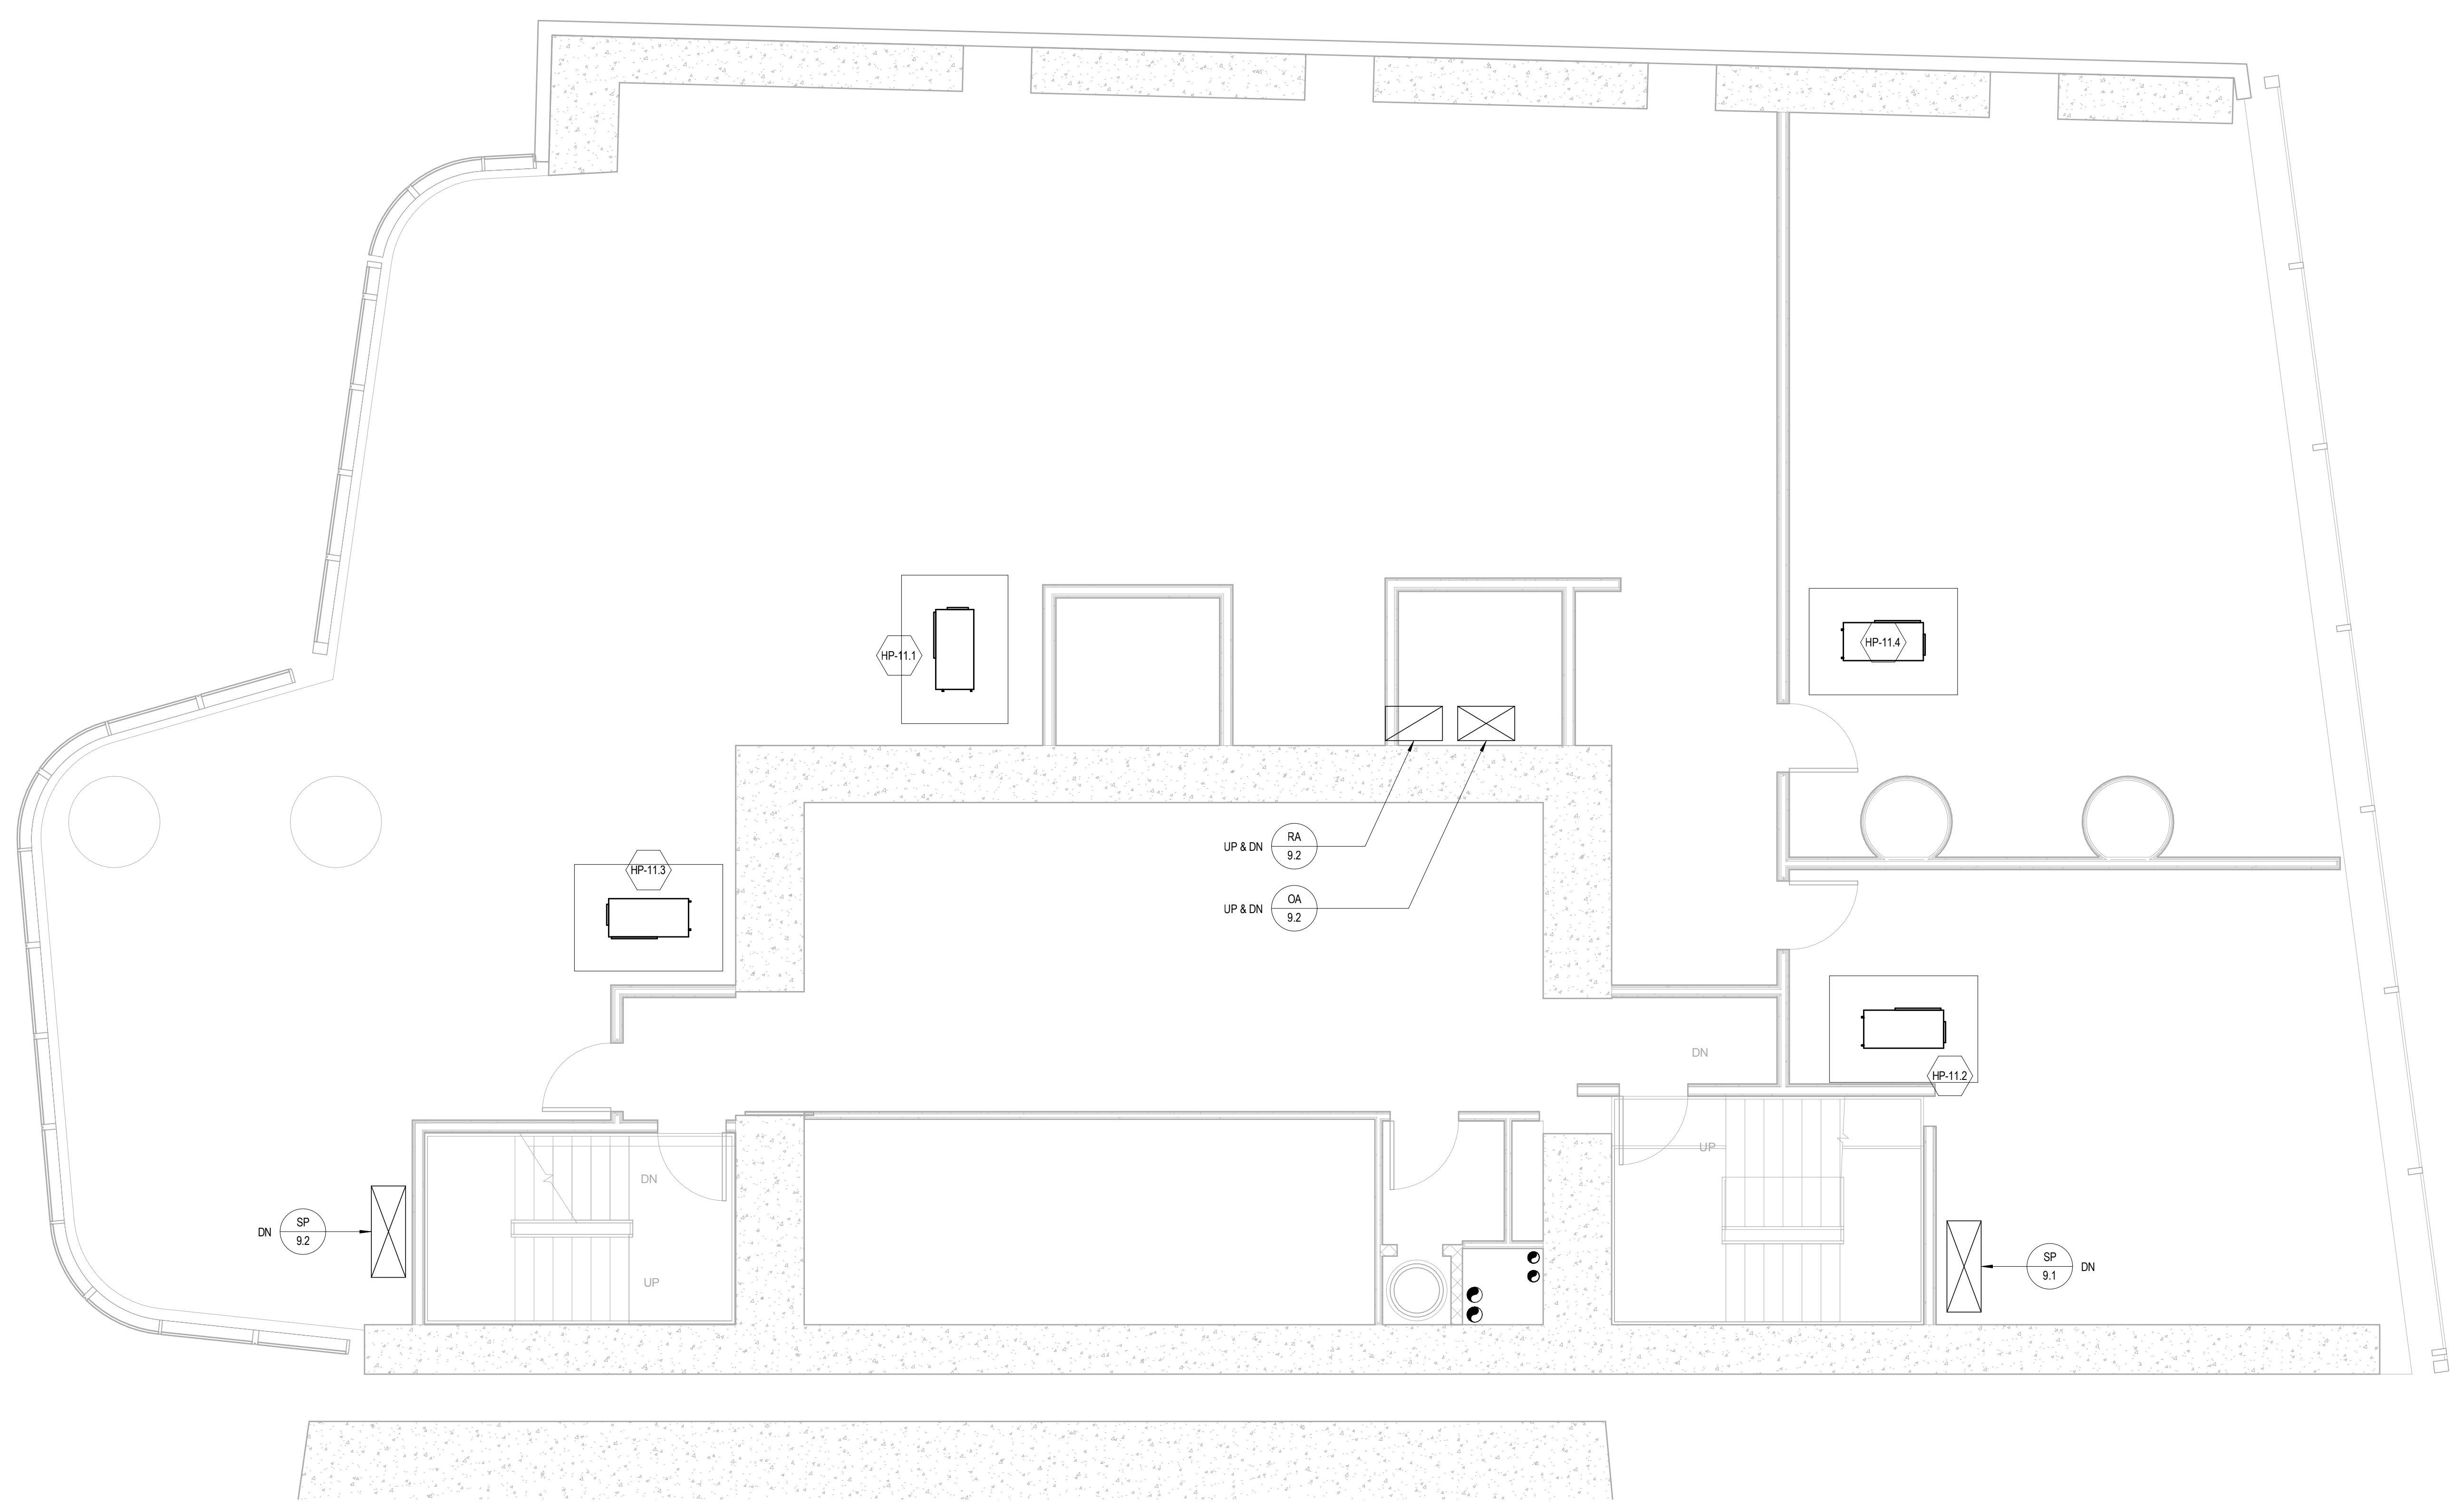 HP-11.1
HP-11.4
UP & DN
RA
9.2
HP-11.3
UP & DN
OA
9.2
DN
HP-11.2
UP
DN
DN
SP
9.2
SP
9.1
DN
UP